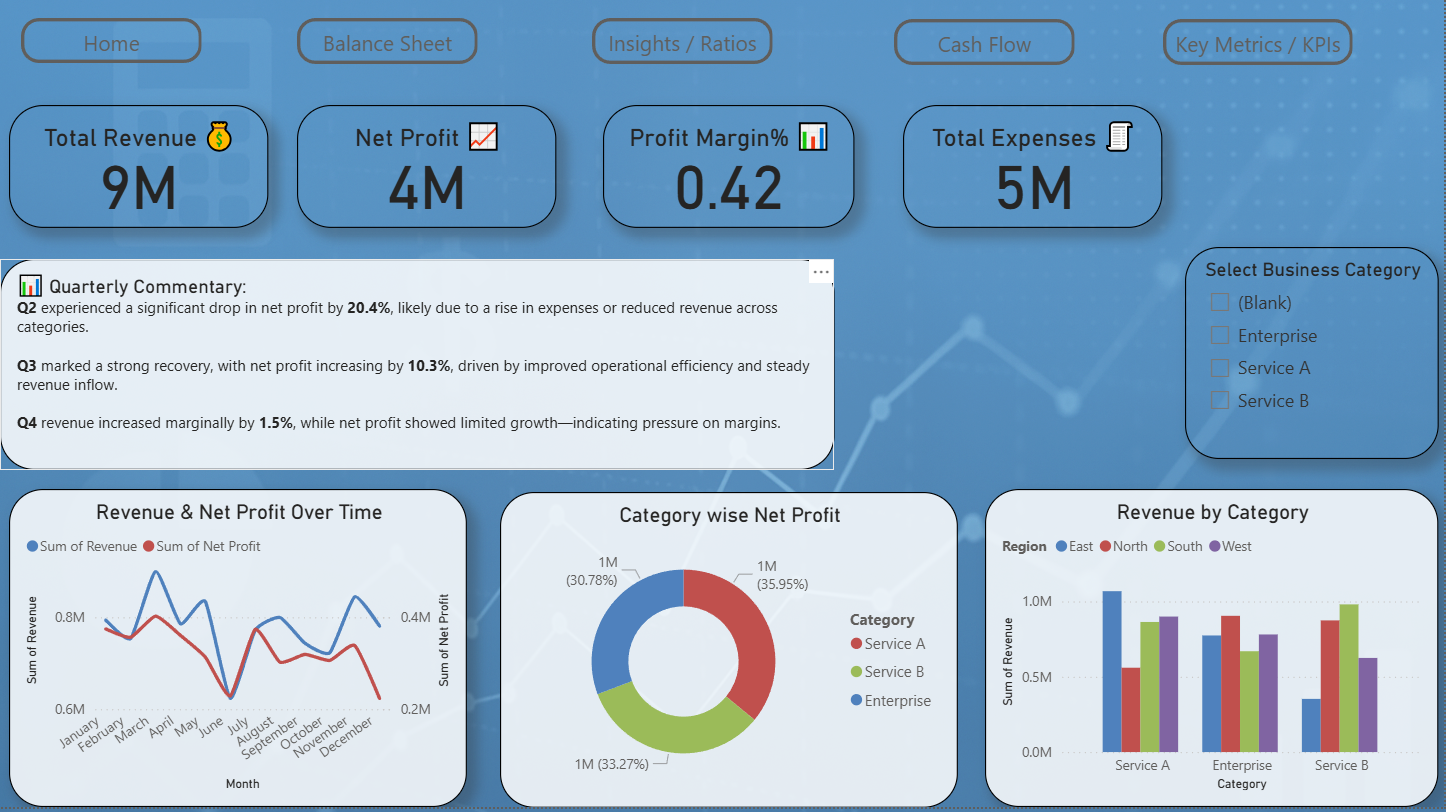 Home
Balance Sheet
Insights / Ratios
Cash Flow
Key Metrics / KPIs
Total Revenue 💰
9M
Net Profit 📈
4M
Profit Margin% 📊
0.42
Total Expenses 🧾
5M
📊 Quarterly Commentary:
Q2 experienced a significant drop in net profit by 20.4%, likely due to a rise in expenses or reduced revenue across
categories.
Q3 marked a strong recovery, with net profit increasing by 10.3%, driven by improved operational efficiency and steady
revenue inflow.
Q4 revenue increased marginally by 1.5%, while net profit showed limited growth—indicating pressure on margins.
Select Business Category
(Blank)
Enterprise
Service A
Service B
Revenue & Net Profit Over Time
Sum of Revenue
Sum of Net Profit
Sum of Revenue
0.8M
0.6M
0.4M
0.2M
Sum of Net Profit
January
February
March
April
May
June
July
August
September
October
November
December
Month
Category wise Net Profit
1M
(30.78%)
1M
(35.95%)
1M (33.27%)
Category
Service A
Service B
Enterprise
Revenue by Category
Region East North South West
Sum of Revenue
1.0M
0.5M
0.0M
Service A
Enterprise
Service B
Category